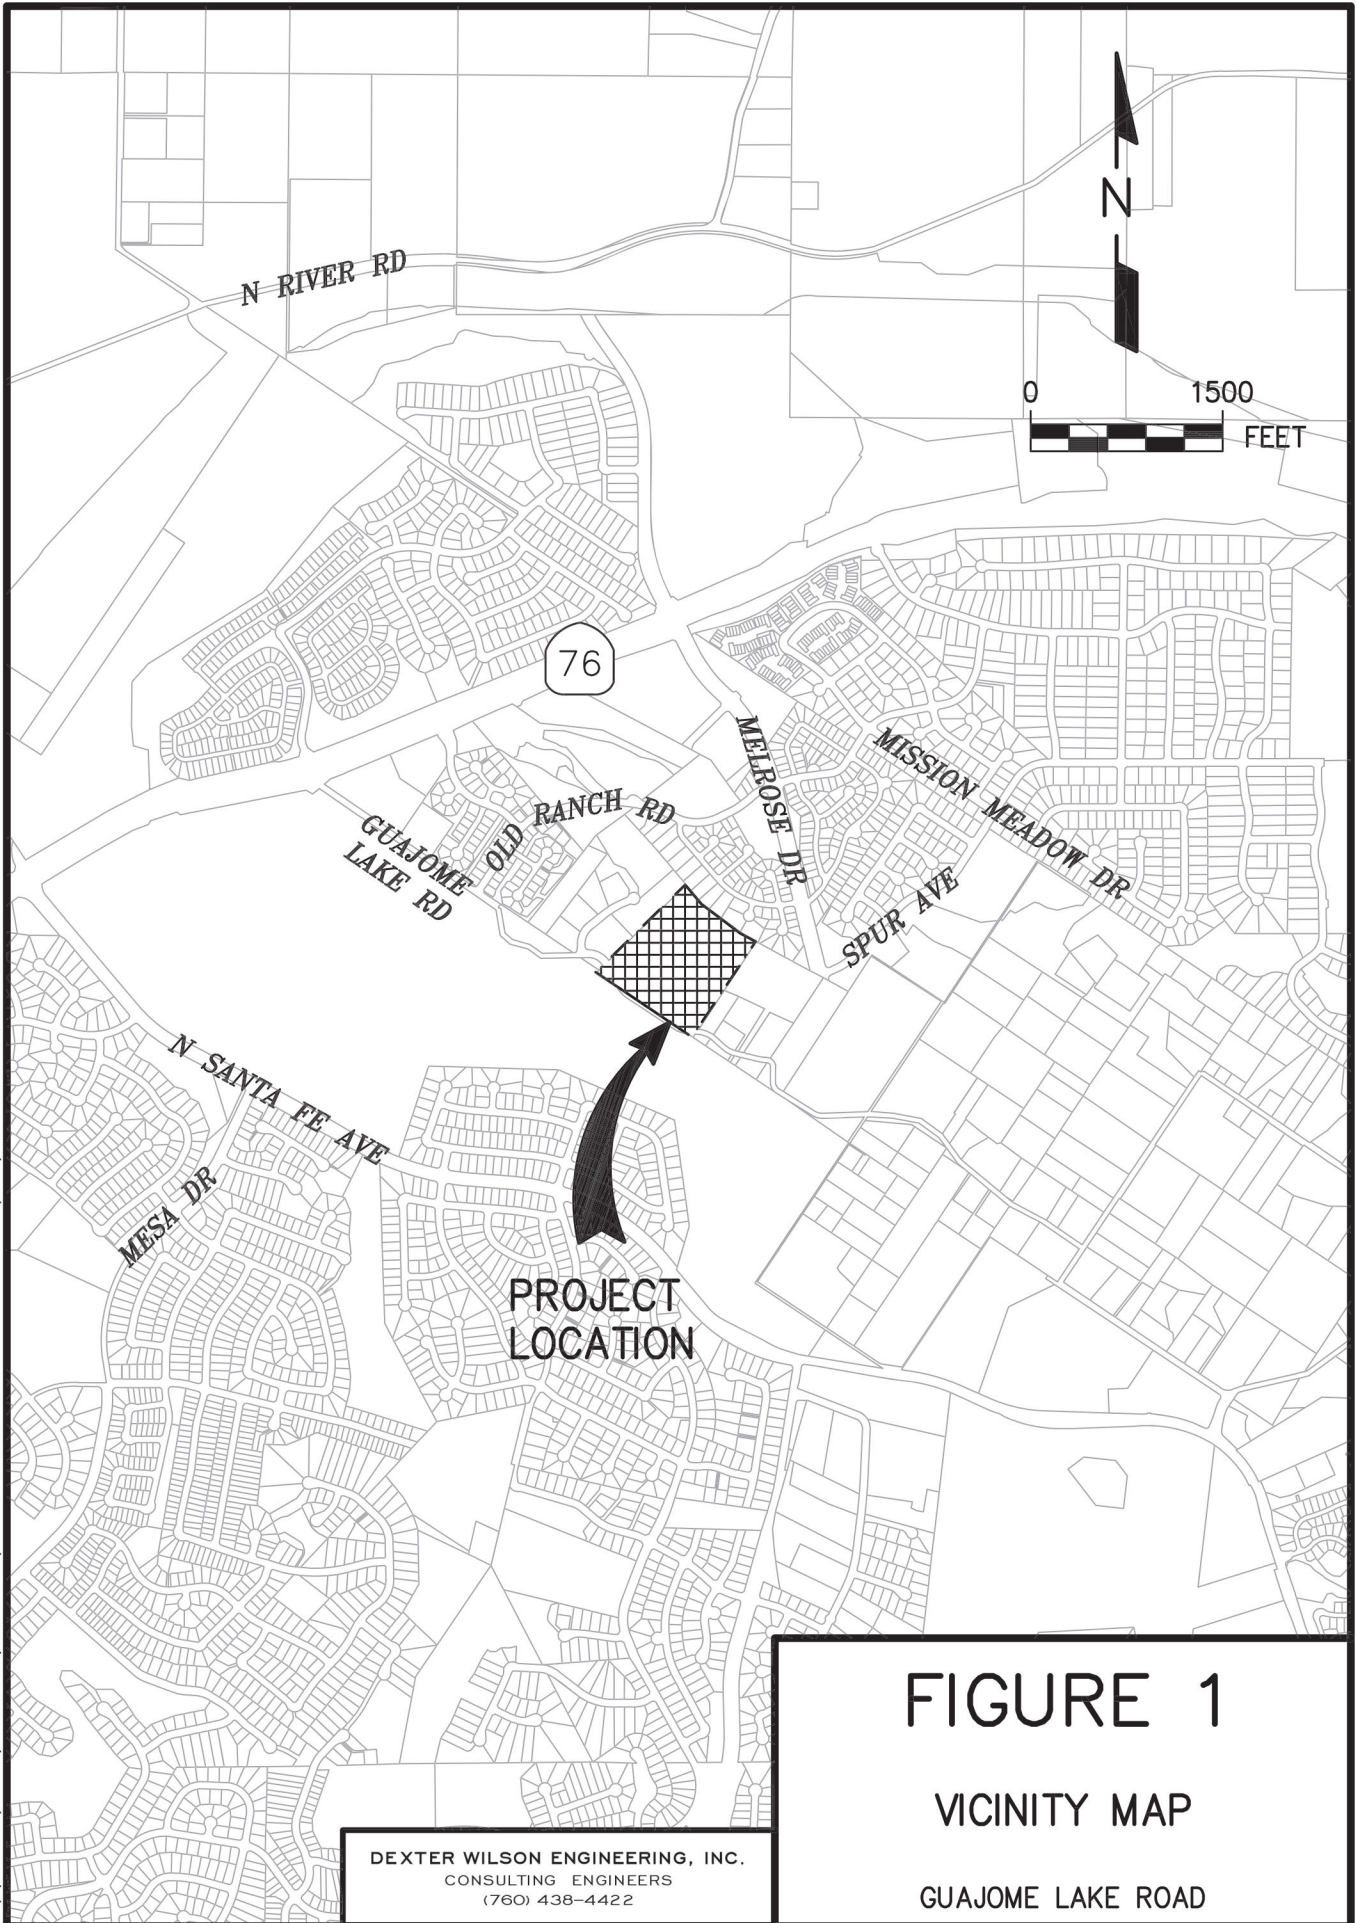 N RIVER RD
N
0 1500
FEET
76
MELROSE DR
MISSION MEADOW DR
OLD RANCH RD
GUAJOME
LAKE RD
SPUR AVE
N SANTA FE AVE
MESA DR
PROJECT
LOCATION
FIGURE 1
VICINITY MAP
GUAJOME LAKE ROAD
DEXTER WILSON ENGINEERING, INC.
CONSULTING ENGINEERS
(760) 438-4422